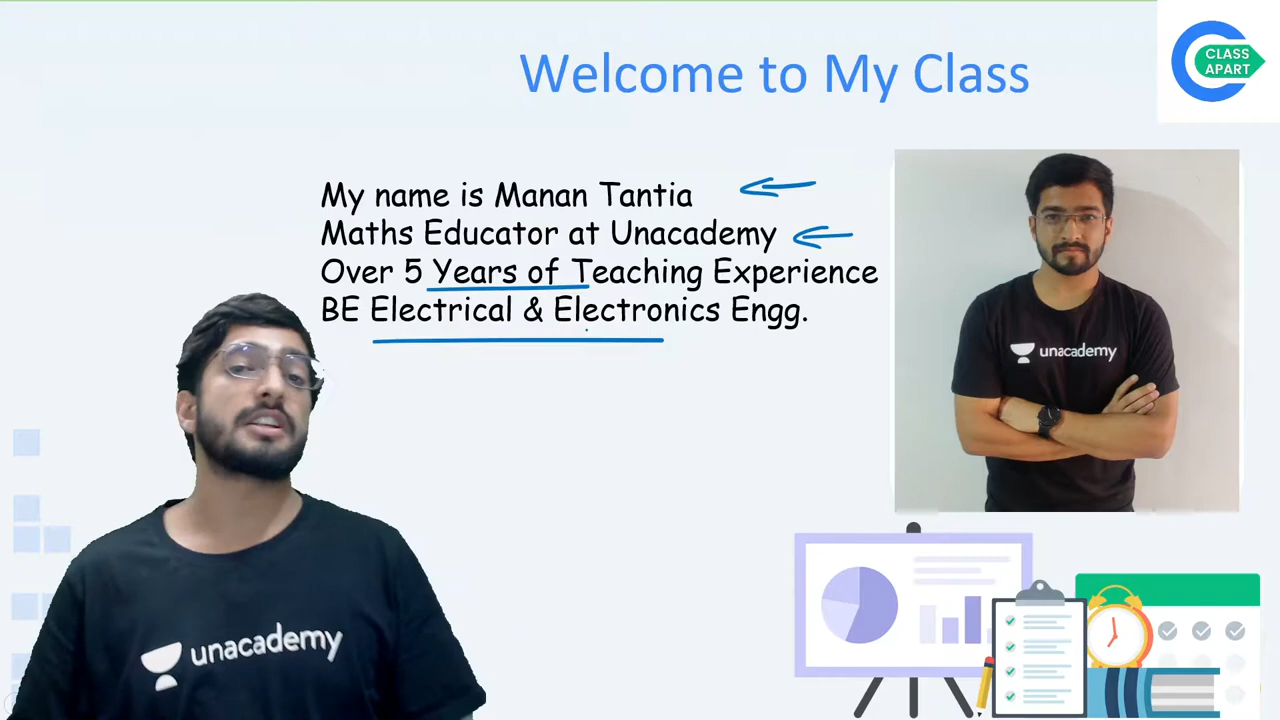 Welcome to My Class
CLASS
APART
My name is Manan Tantia
Maths Educator at Unacademy
Over 5 Years of Teaching Experience
BE Electrical & Electronics Engg.
unacademy
unacademy